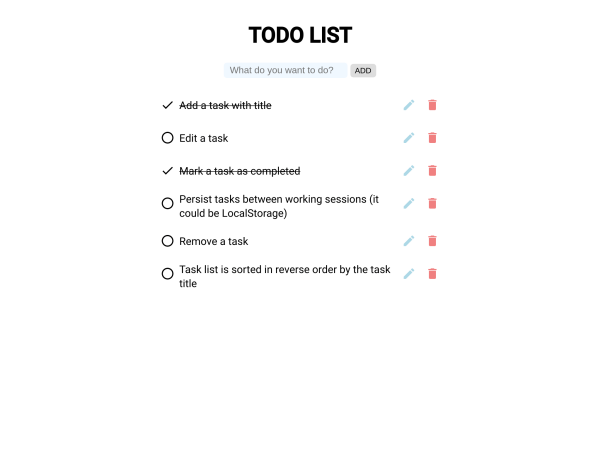 TODO LIST
What do you want to do?
ADD
Add a task with title
Edit a task
Mark a task as completed
Persist tasks between working sessions (it
could be LocalStorage)
Remove a task
Task list is sorted in reverse order by the task
title